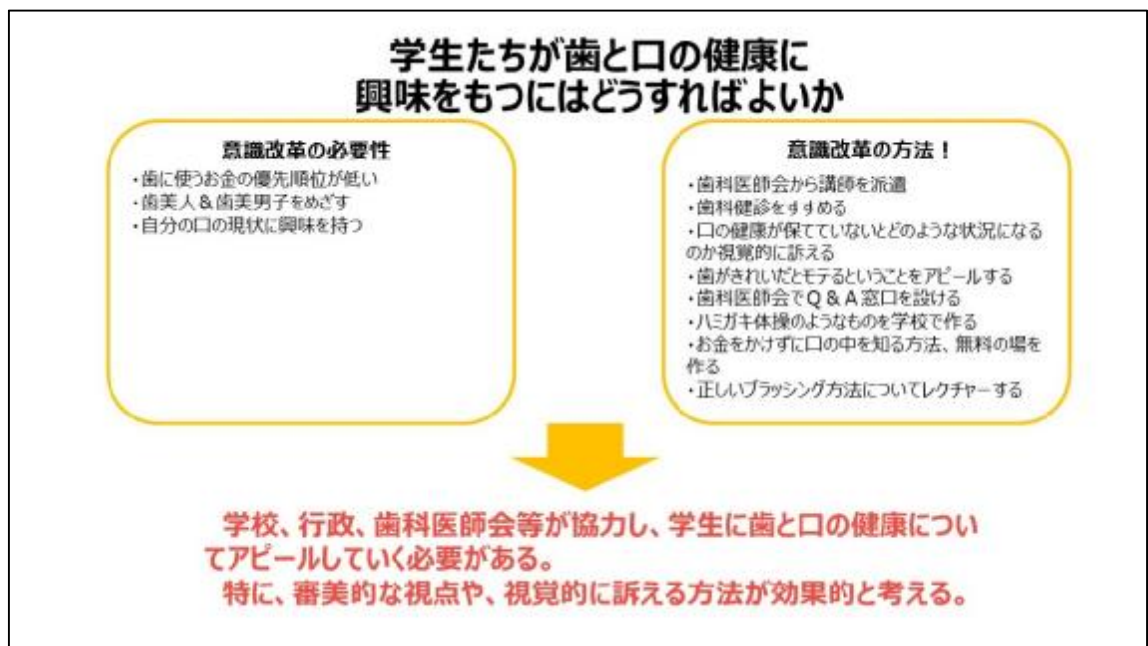 学生たちが歯と口の健康に
興味をもつにはどうすればよいか
意識改革の必要性
・歯に使うお金の優先順位が低い
・歯美人&歯美男子をめざす
・自分の口の現状に興味を持つ
意識改革の方法!
・歯科医師会から講師を派遣
・歯科健診をすすめる
・口の健康が保てていないとどのような状況になる
のか視覚的に訴える
・歯がきれいだとモテるということをアピールする
・歯科医師会でQ&A窓口を設ける
・ハミガキ体操のようなものを学校で作る
・お金をかけずに口の中を知る方法、無料の場を
作る
・正しいブラッシング方法についてレクチャーする
学校、行政、歯科医師会等が協力し、学生に歯と口の健康につい
てアピールしていく必要がある。
特に、審美的な視点や、視覚的に訴える方法が効果的と考える。